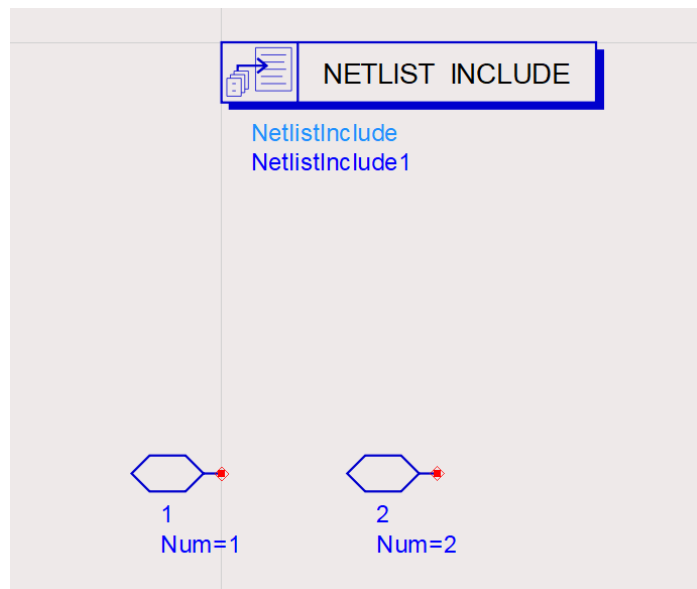 NETLIST INCLUDE
NetlistInclude
NetlistInclude1
1
Num=1
2
Num=2